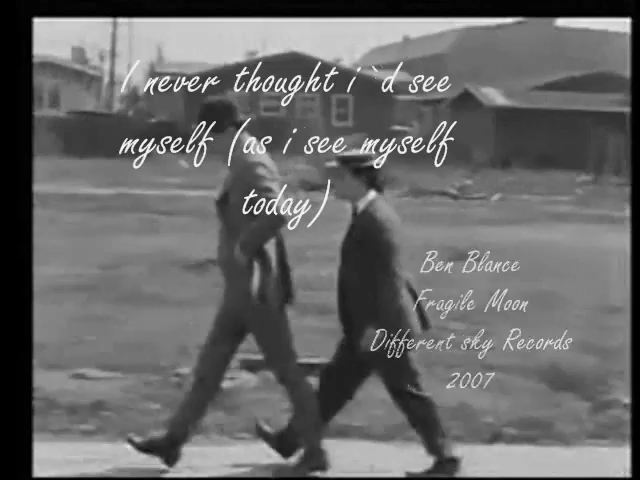 I never thought i`d see
myself (as i see myself
today)
Ben Blance
Fragile Moon
Different sky Records
2007